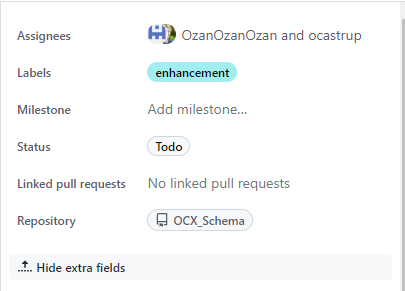 Assignees OzanOzanOzan and ocastrup
Labels enhancement
Milestone Add milestone...
Status Todo
Linked pull requests No linked pull requests
Repository OCX_Schema
Hide extra fields